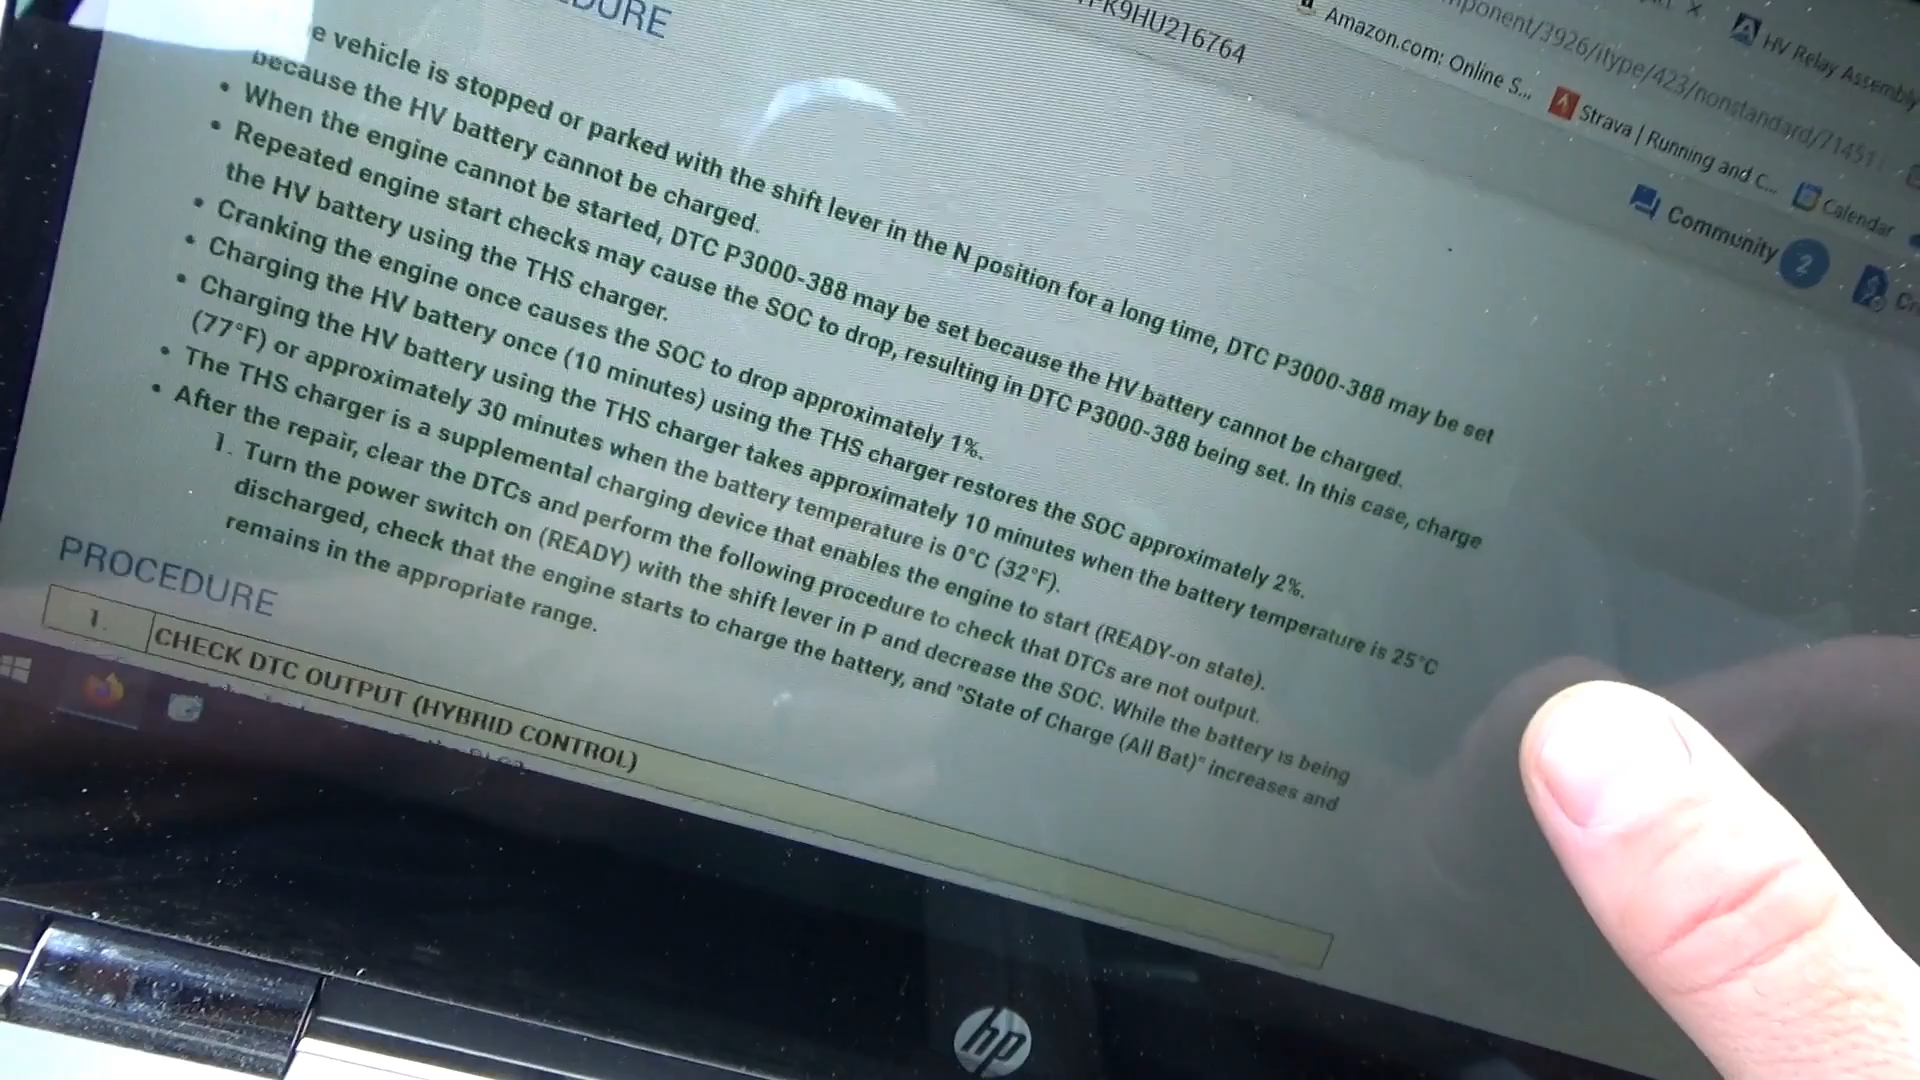 K9HU216764
Amazon.com: Online S...
Strava | Running and C...
Calendar
ponent/3926/itype/423/nonstandard/71451
HV Relay Assembly
Community
2
e vehicle is stopped or parked with the shift lever in the N position for a long time, DTC P3000-388 may be set
because the HV battery cannot be charged.
• When the engine cannot be started, DTC P3000-388 may be set because the HV battery cannot be charged.
• Repeated engine start checks may cause the SOC to drop, resulting in DTC P3000-388 being set. In this case, charge
the HV battery using the THS charger.
• Cranking the engine once causes the SOC to drop approximately 1%.
• Charging the HV battery once (10 minutes) using the THS charger restores the SOC approximately 2%.
• Charging the HV battery using the THS charger takes approximately 10 minutes when the battery temperature is 25°C
(77°F) or approximately 30 minutes when the battery temperature is 0°C (32°F).
• The THS charger is a supplemental charging device that enables the engine to start (READY-on state).
• After the repair, clear the DTCs and perform the following procedure to check that DTCs are not output.
1. Turn the power switch on (READY) with the shift lever in P and decrease the SOC. While the battery is being
discharged, check that the engine starts to charge the battery, and "State of Charge (All Bat)" increases and
remains in the appropriate range.
PROCEDURE
1. CHECK DTC OUTPUT (HYBRID CONTROL)
hp